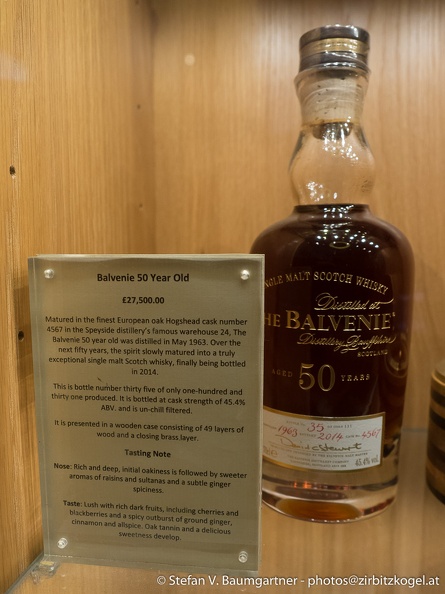 Balvenie 50 Year Old
£27,500.00
Matured in the finest European oak Hogshead cask number
4567 in the Speyside distillery's famous warehouse 24, The
Balvenie 50 year old was distilled in May 1963. Over the
next fifty years, the spirit slowly matured into a truly
exceptional single malt Scotch whisky, finally being bottled
in 2014.
This is bottle number thirty five of only one-hundred and
thirty one produced. It is bottled at cask strength of 45.4%
ABV, and is un-chill filtered.
It is presented in a wooden case consisting of 49 layers of
wood and a closing brass layer.
Tasting Note
Nose: Rich and deep, initial oakiness is followed by sweeter
aromas of raisins and sultanas and a subtle ginger
spiciness.
Taste: Lush with rich dark fruits, including cherries and
blackberries and a spicy outburst of ground ginger,
cinnamon and allspice. Oak tannin and a delicious
sweetness develop.
NGLE MALT SCOTCH WHISKY
Distilled at
HE BALVENIE
Distillery Banffshire
SCOTLAND
AGED 50 YEARS
35
1963 2014 4567
45.4% vol
© Stefan V. Baumgartner - photos@zirbitzkogel.at